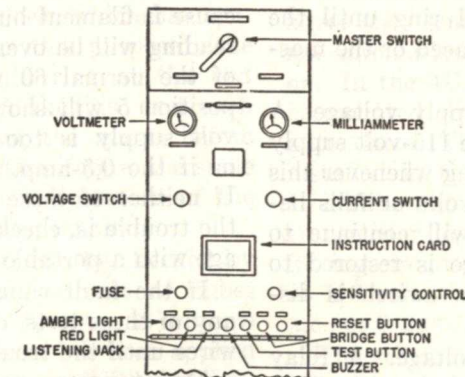 MASTER SWITCH
VOLTMETER
MILLIAMMETER
VOLTAGE SWITCH
CURRENT SWITCH
INSTRUCTION CARD
FUSE
SENSITIVITY CONTROL
AMBER LIGHT
RESET BUTTON
RED LIGHT
BRIDGE BUTTON
LISTENING JACK
TEST BUTTON
BUZZER